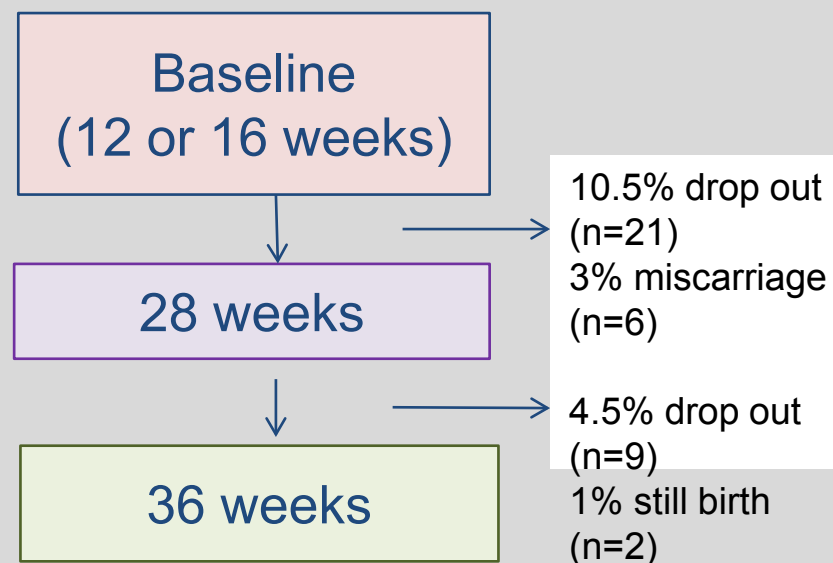 Baseline
(12 or 16 weeks)
10.5% drop out
(n=21)
3% miscarriage
(n=6)
28 weeks
4.5% drop out
(n=9)
1% still birth
(n=2)
36 weeks